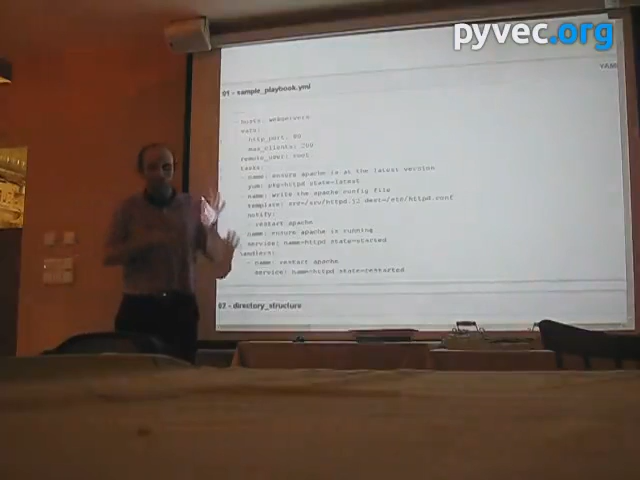 pyvec.org
YAML
01 - sample_playbook.yml
- hosts: webservers
vars:
http_port: 80
max_clients: 200
remote_user: root
tasks:
- name: ensure apache is at the latest version
yum: pkg=httpd state=latest
- name: write the apache config file
template: src=/srv/httpd.j2 dest=/etc/httpd.conf
notify:
- restart apache
- name: ensure apache is running
service: name=httpd state=started
handlers:
- name: restart apache
service: name=httpd state=restarted
02 - directory_structure